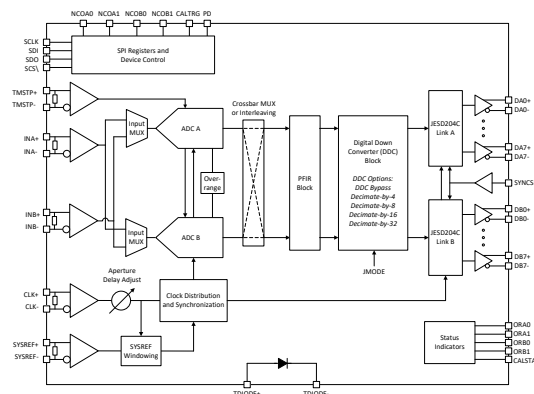 NCOA0 NCOA1 NCOB0 NCOB1 CALTRG PD
SCLK
SDI
SDO
SCS\
SPI Registers and
Device Control
TMSTP+
TMSTP-
INA+
INA-
INB+
INB-
CLK+
CLK-
SYSREF+
SYSREF-
Input
MUX
Input
MUX
ADC A
ADC B
Over-
range
Crossbar MUX
or Interleaving
PFIR
Block
Digital Down
Converter (DDC)
Block
DDC Options:
DDC Bypass
Decimate-by-4
Decimate-by-8
Decimate-by-16
Decimate-by-32
JMODE
JESD204C
Link A
JESD204C
Link B
DA0+
DA0-
DA7+
DA7-
DB0+
DB0-
DB7+
DB7-
Aperture
Delay Adjust
Clock Distribution
and Synchronization
SYSREF
Windowing
Status
Indicators
ORA0
ORA1
ORB0
ORB1